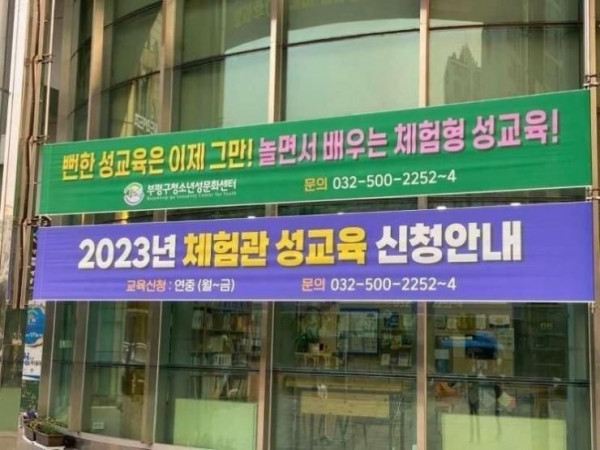 뻔한 성교육은 이제 그만! 놀면서 배우는 체험형 성교육!
부평구청소년성문화센터
문의 032-500-2252~4
2023년 체험관 성교육 신청안내
교육신청 : 연중 (월~금)
문의 032-500-2252~4